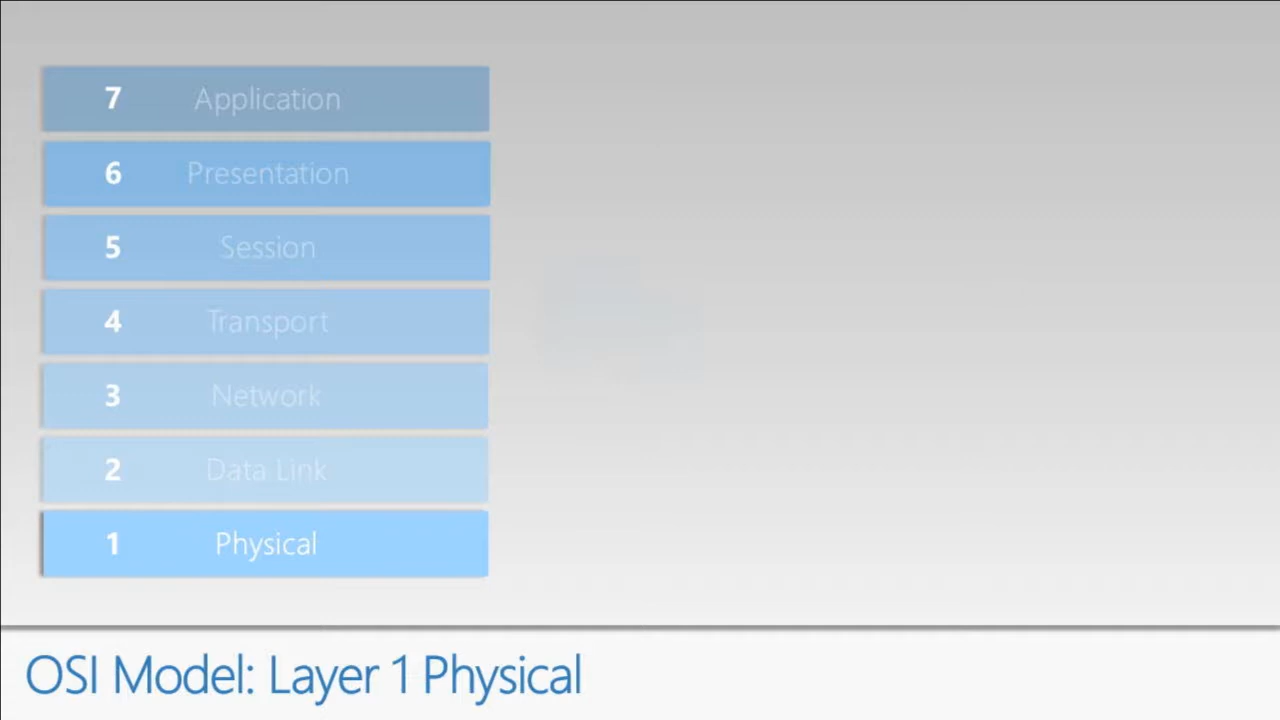 7 Application
6 Presentation
5 Session
4 Transport
3 Network
2 Data Link
1 Physical
OSI Model: Layer 1 Physical